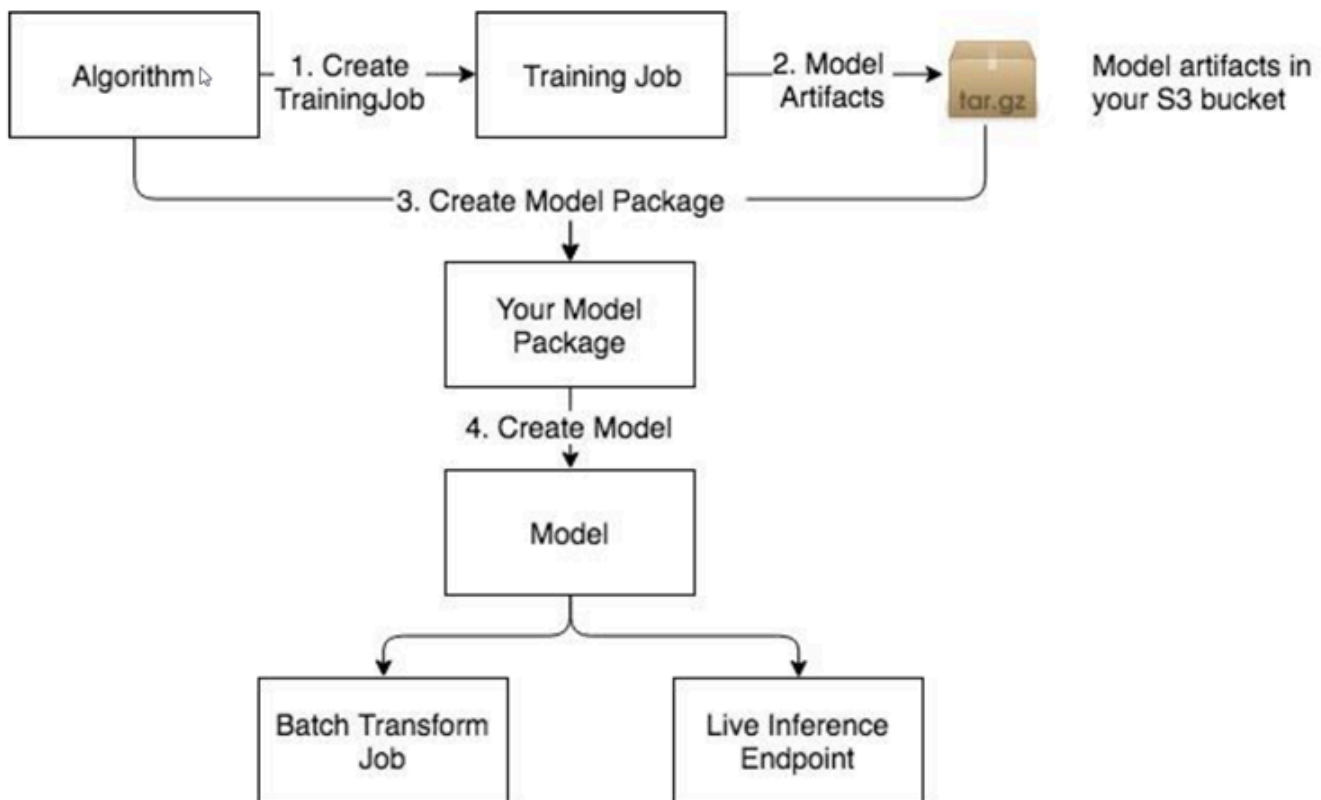 Algorithm
1. Create
TrainingJob
Training Job
2. Model
Artifacts
tar.gz
Model artifacts in
your S3 bucket
3. Create Model Package
Your Model
Package
4. Create Model
Model
Batch Transform
Job
Live Inference
Endpoint